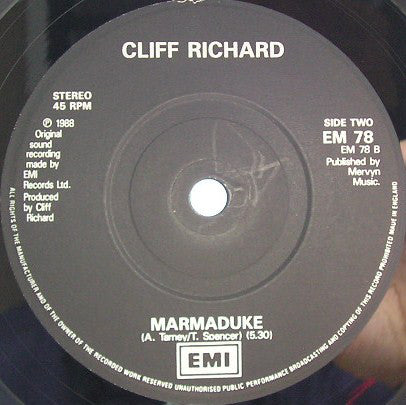 CLIFF RICHARD
STEREO
45 RPM
℗ 1988
Original
sound
recording
made by
EMI
Records Ltd.
Produced
by Cliff
Richard
SIDE TWO
EM 78
EM 78 B
Published by
Mervyn
Music.
MARMADUKE
(A. Tarney/T. Spencer) (5.30)
EMI
ALL RIGHTS OF THE MANUFACTURER AND OF THE OWNER OF THE RECORDED WORK RESERVED UNAUTHORISED PUBLIC PERFORMANCE BROADCASTING AND COPYING OF THIS RECORD PROHIBITED MADE IN ENGLAND